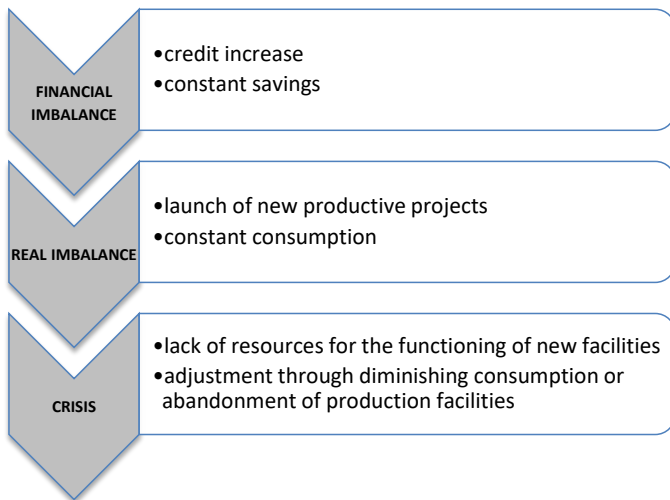 FINANCIAL
IMBALANCE
•credit increase
•constant savings
REAL IMBALANCE
•launch of new productive projects
•constant consumption
CRISIS
•lack of resources for the functioning of new facilities
•adjustment through diminishing consumption or
abandonment of production facilities